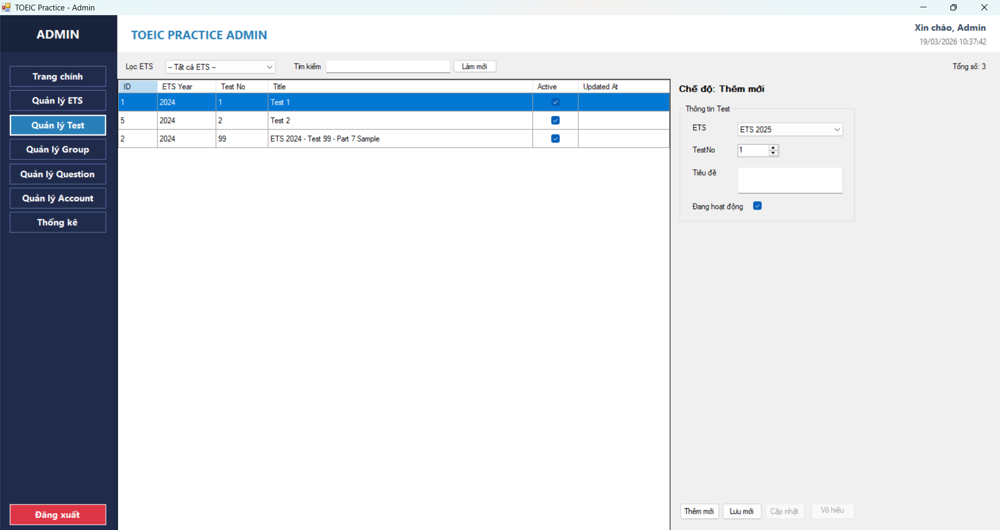 TOEIC Practice - Admin
ADMIN
TOEIC PRACTICE ADMIN
Xin chào, Admin
19/03/2026 10:37:42
Trang chính
Quản lý ETS
Quản lý Test
Quản lý Group
Quản lý Question
Quản lý Account
Thống kê
Đăng xuất
Lọc ETS
-- Tất cả ETS --
Tìm kiếm
Làm mới
Tổng số: 3
ID ETS Year Test No Title Active Updated At
1 2024 1 Test 1
5 2024 2 Test 2
2 2024 99 ETS 2024 - Test 99 - Part 7 Sample
Chế độ: Thêm mới
Thông tin Test
ETS
ETS 2025
TestNo
1
Tiêu đề
Đang hoạt động
Thêm mới
Lưu mới
Cập nhật
Vô hiệu